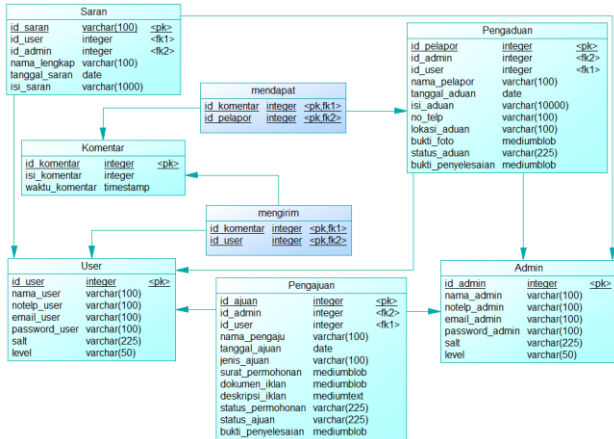 Saran
id_saran varchar(100) <pk>
id_user integer <fk1>
id_admin integer <fk2>
nama_lengkap varchar(100)
tanggal_saran date
isi_saran varchar(1000)
mendapat
id_komentar integer <pk,fk1>
id_pelapor integer <pk,fk2>
Pengaduan
id_pelapor integer <pk>
id_admin integer <fk2>
id_user integer <fk1>
nama_pelapor varchar(100)
tanggal_aduan date
isi_aduan varchar(10000)
no_telp varchar(100)
lokasi_aduan varchar(100)
bukti_foto mediumblob
status_aduan varchar(225)
bukti_penyelesaian mediumblob
Komentar
id_komentar integer <pk>
isi_komentar integer
waktu_komentar timestamp
mengirim
id_komentar integer <pk,fk1>
id_user integer <pk,fk2>
User
id_user integer <pk>
nama_user varchar(100)
notelp_user varchar(100)
email_user varchar(100)
password_user varchar(100)
salt varchar(225)
level varchar(50)
Pengajuan
id_ajuan integer <pk>
id_admin integer <fk2>
id_user integer <fk1>
nama_pengaju varchar(100)
tanggal_ajuan date
jenis_ajuan varchar(100)
surat_permohonan mediumblob
dokumen_iklan mediumblob
deskripsi_iklan mediumtext
status_permohonan varchar(225)
status_ajuan varchar(225)
bukti_penyelesaian mediumblob
Admin
id_admin integer <pk>
nama_admin varchar(100)
notelp_admin varchar(100)
email_admin varchar(100)
password_admin varchar(100)
salt varchar(225)
level varchar(50)